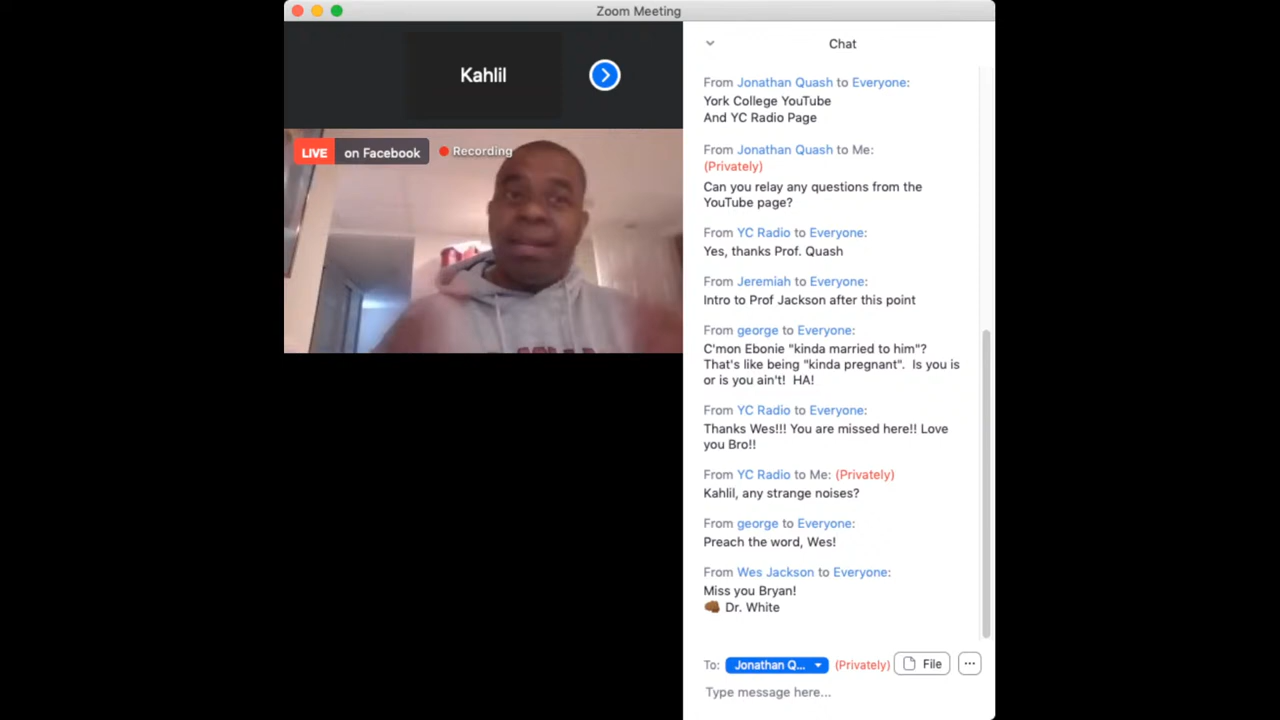 Zoom Meeting
Kahlil
LIVE on Facebook Recording
Chat
From Jonathan Quash to Everyone:
York College YouTube
And YC Radio Page
From Jonathan Quash to Me:
(Privately)
Can you relay any questions from the
YouTube page?
From YC Radio to Everyone:
Yes, thanks Prof. Quash
From Jeremiah to Everyone:
Intro to Prof Jackson after this point
From george to Everyone:
C'mon Ebonie "kinda married to him"?
That's like being "kinda pregnant".  Is you is
or is you ain't!  HA!
From YC Radio to Everyone:
Thanks Wes!!! You are missed here!! Love
you Bro!!
From YC Radio to Me: (Privately)
Kahlil, any strange noises?
From george to Everyone:
Preach the word, Wes!
From Wes Jackson to Everyone:
Miss you Bryan!
👊🏾 Dr. White
To: Jonathan Q... (Privately) File ...
Type message here...